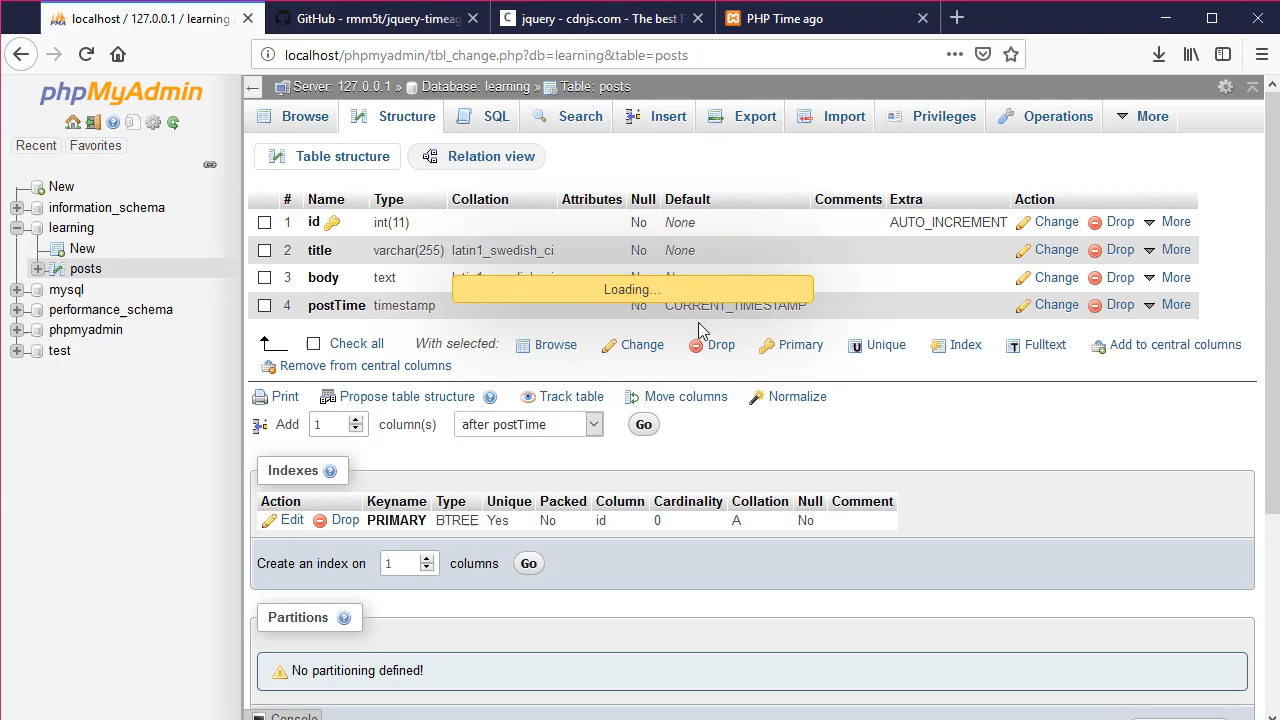 localhost / 127.0.0.1 / learning /
GitHub - rmm5t/jquery-timeag
jquery - cdnjs.com - The best F
PHP Time ago
localhost/phpmyadmin/tbl_change.php?db=learning&table=posts
phpMyAdmin
Recent
Favorites
New
information_schema
learning
New
posts
mysql
performance_schema
phpmyadmin
test
Server: 127.0.0.1 » Database: learning » Table: posts
Browse
Structure
SQL
Search
Insert
Export
Import
Privileges
Operations
More
Table structure
Relation view
# Name Type Collation Attributes Null Default Comments Extra Action
1 id int(11) No None AUTO_INCREMENT Change Drop More
2 title varchar(255) latin1_swedish_ci No None Change Drop More
3 body text Change Drop More
Loading...
4 postTime timestamp No CURRENT_TIMESTAMP Change Drop More
Check all With selected: Browse Change Drop Primary Unique Index Fulltext Add to central columns
Remove from central columns
Print Propose table structure Track table Move columns Normalize
Add 1 column(s) after postTime Go
Indexes
Action Keyname Type Unique Packed Column Cardinality Collation Null Comment
Edit Drop PRIMARY BTREE Yes No id 0 A No
Create an index on 1 columns Go
Partitions
No partitioning defined!
Console